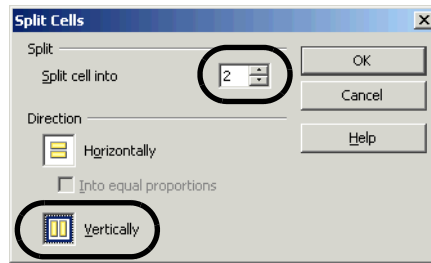 Split Cells
Split
Split cell into
2
OK
Cancel
Help
Direction
Horizontally
Into equal proportions
Vertically